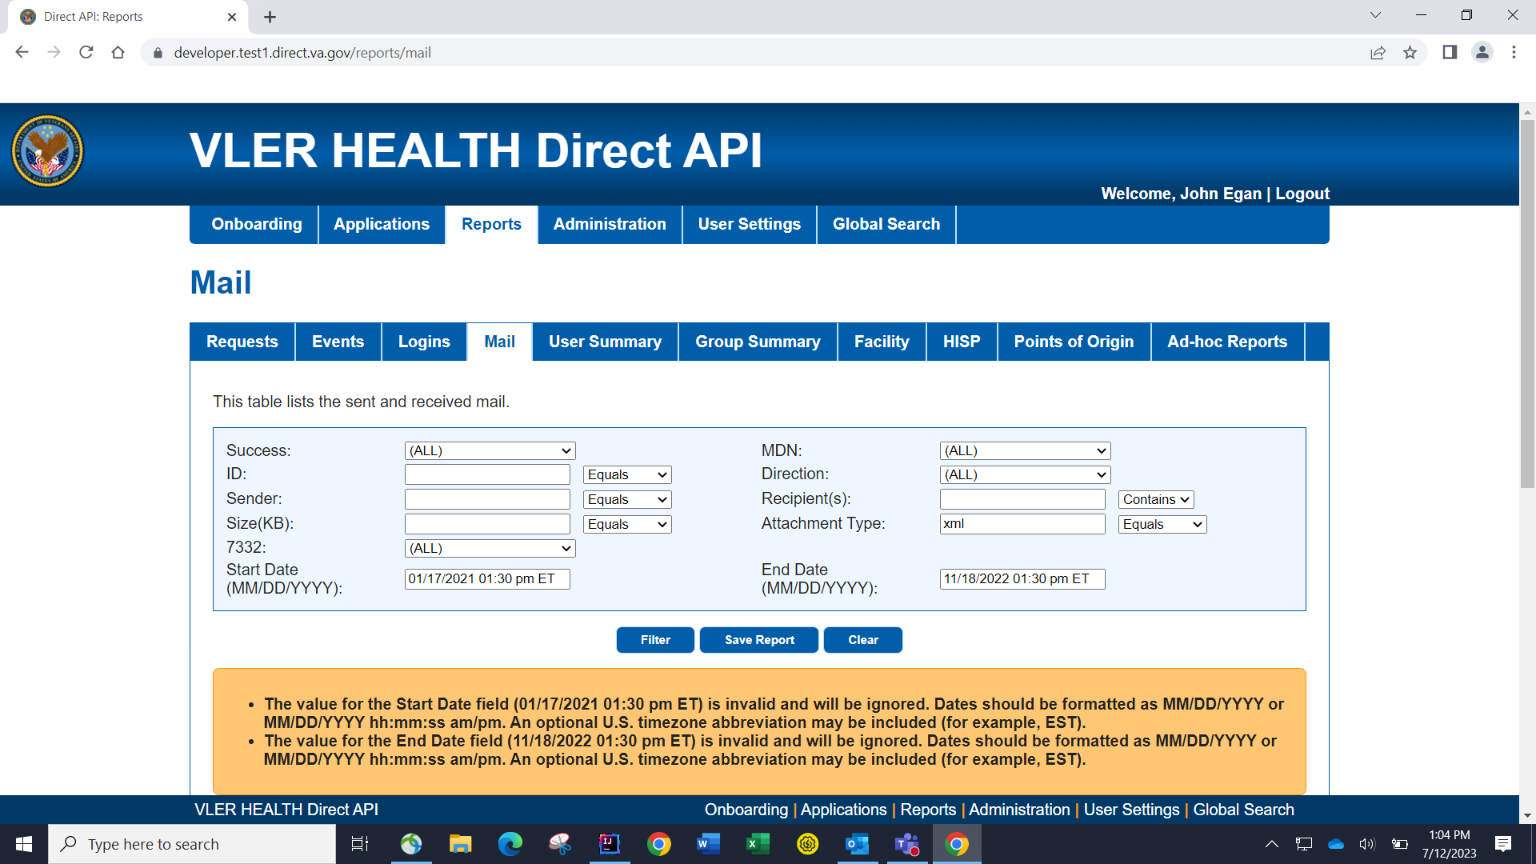 Direct API: Reports
developer.test1.direct.va.gov/reports/mail
VLER HEALTH Direct API
Welcome, John Egan | Logout
Onboarding Applications Reports Administration User Settings Global Search
Mail
Requests Events Logins Mail User Summary Group Summary Facility HISP Points of Origin Ad-hoc Reports
This table lists the sent and received mail.
Success: (ALL) MDN: (ALL)
ID: Equals Direction: (ALL)
Sender: Equals Recipient(s): Contains
Size(KB): Equals Attachment Type: xml Equals
7332: (ALL)
Start Date (MM/DD/YYYY): 01/17/2021 01:30 pm ET End Date (MM/DD/YYYY): 11/18/2022 01:30 pm ET
Filter Save Report Clear
• The value for the Start Date field (01/17/2021 01:30 pm ET) is invalid and will be ignored. Dates should be formatted as MM/DD/YYYY or
MM/DD/YYYY hh:mm:ss am/pm. An optional U.S. timezone abbreviation may be included (for example, EST).
• The value for the End Date field (11/18/2022 01:30 pm ET) is invalid and will be ignored. Dates should be formatted as MM/DD/YYYY or
MM/DD/YYYY hh:mm:ss am/pm. An optional U.S. timezone abbreviation may be included (for example, EST).
VLER HEALTH Direct API Onboarding | Applications | Reports | Administration | User Settings | Global Search
Type here to search
1:04 PM
7/12/2023